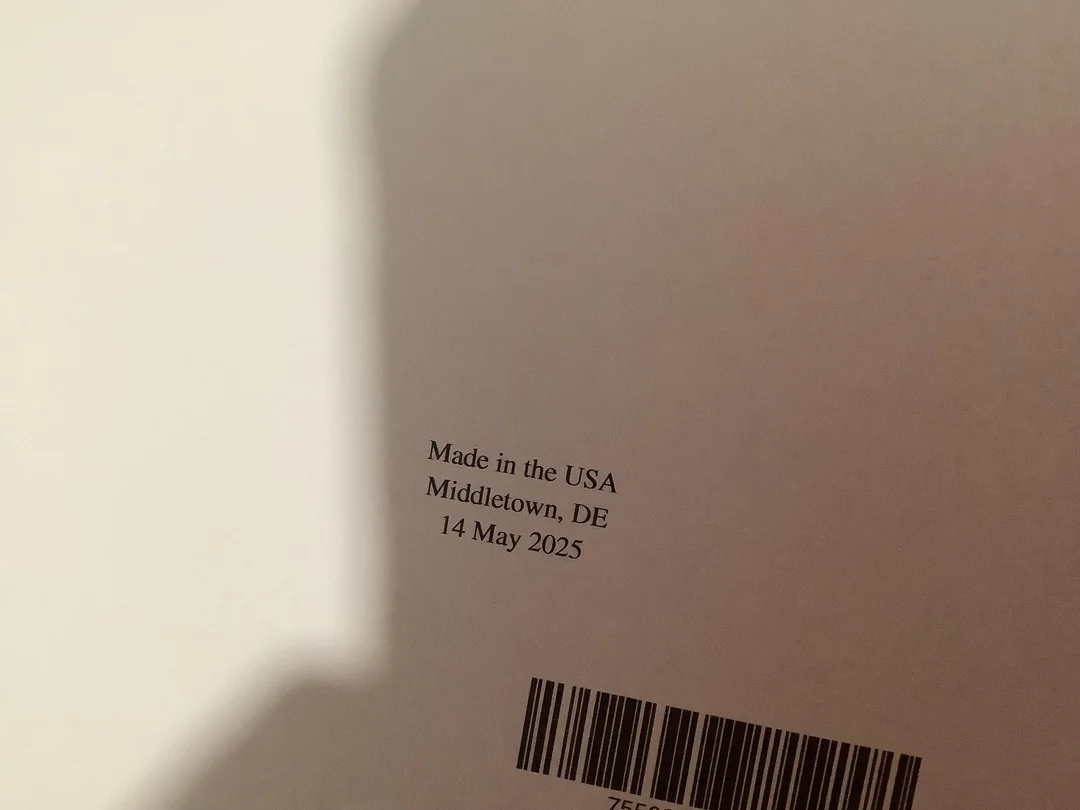 Made in the USA
Middletown, DE
14 May 2025